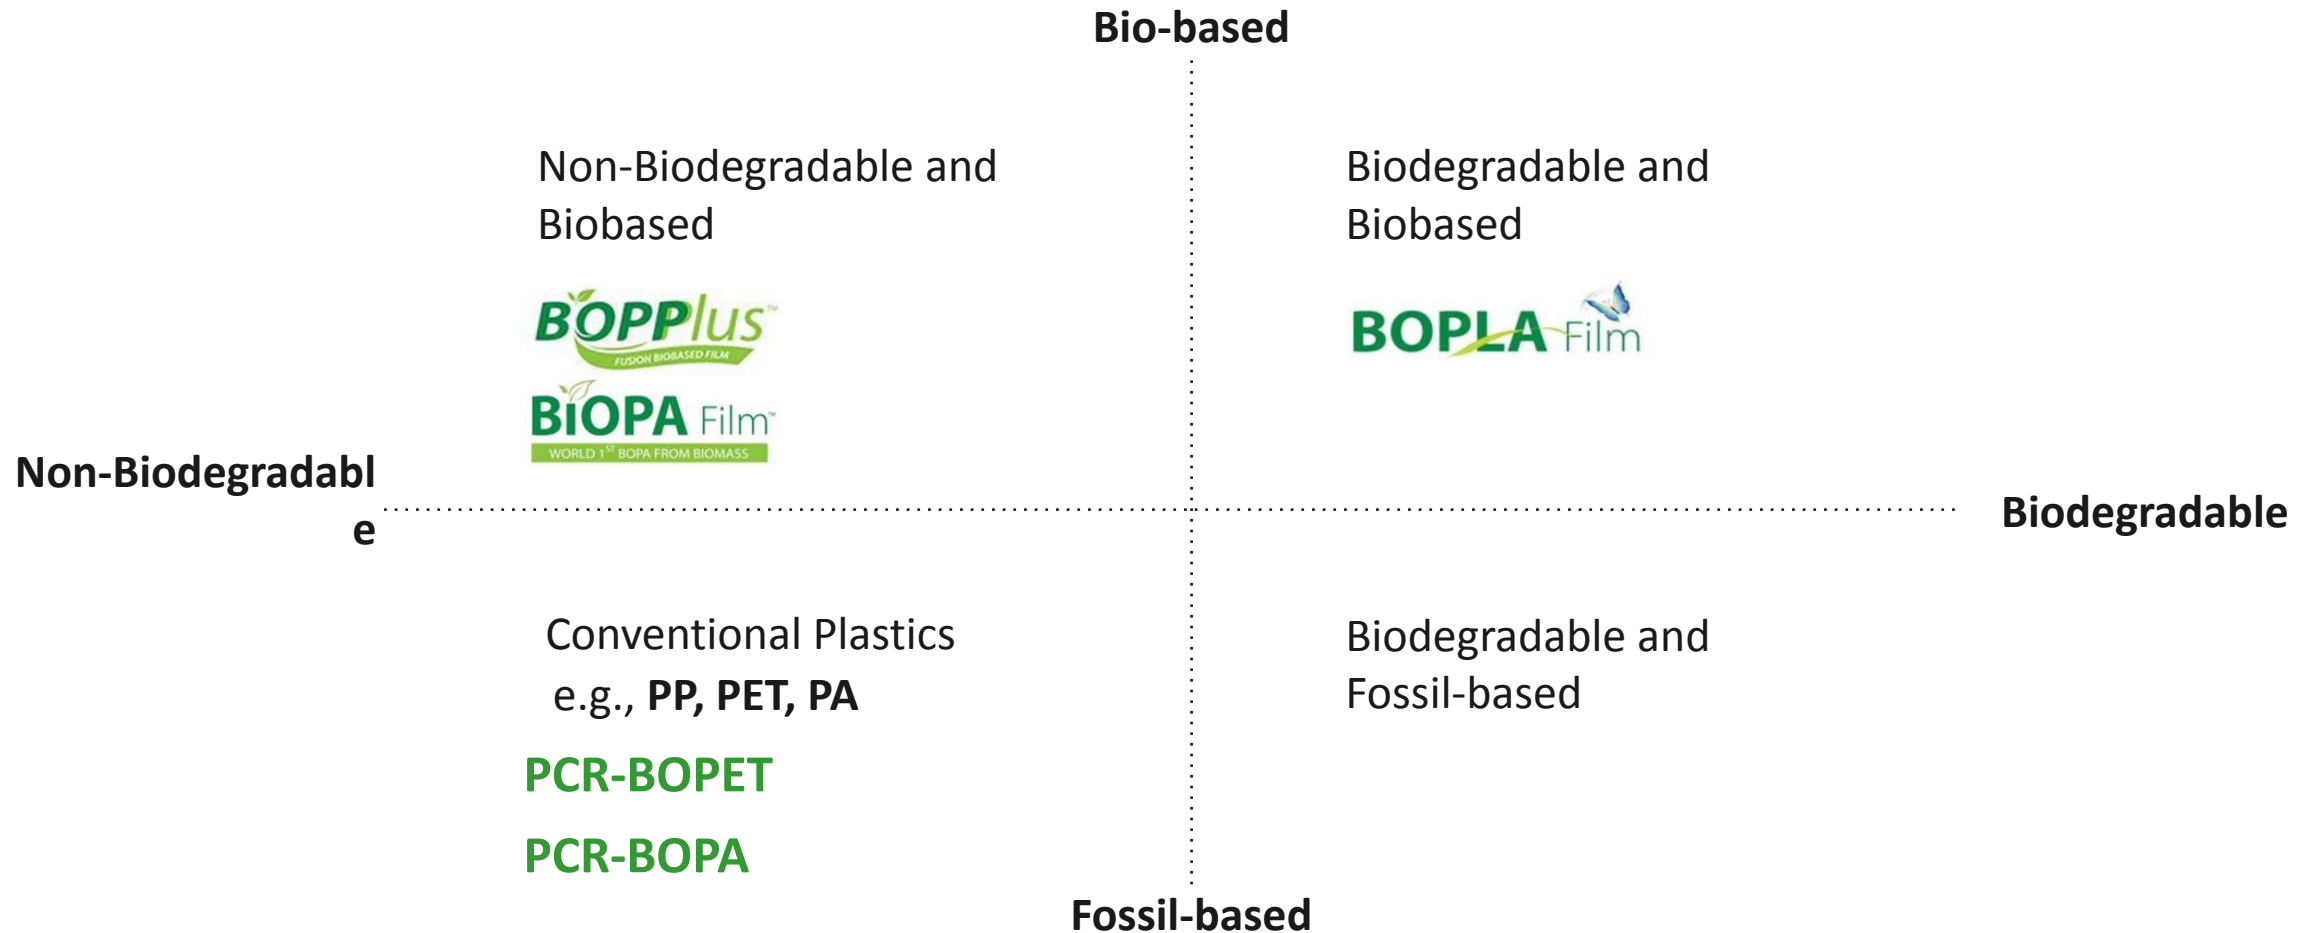 Bio-based
Non-Biodegradable and
Biobased
Biodegradable and
Biobased
BOPPlus™
FUSION BIOBASED FILM
BOPLA Film
BiOPA Film™
WORLD 1ST BOPA FROM BIOMASS
Non-Biodegradabl
e
Biodegradable
Conventional Plastics
e.g., PP, PET, PA
Biodegradable and
Fossil-based
PCR-BOPET
PCR-BOPA
Fossil-based